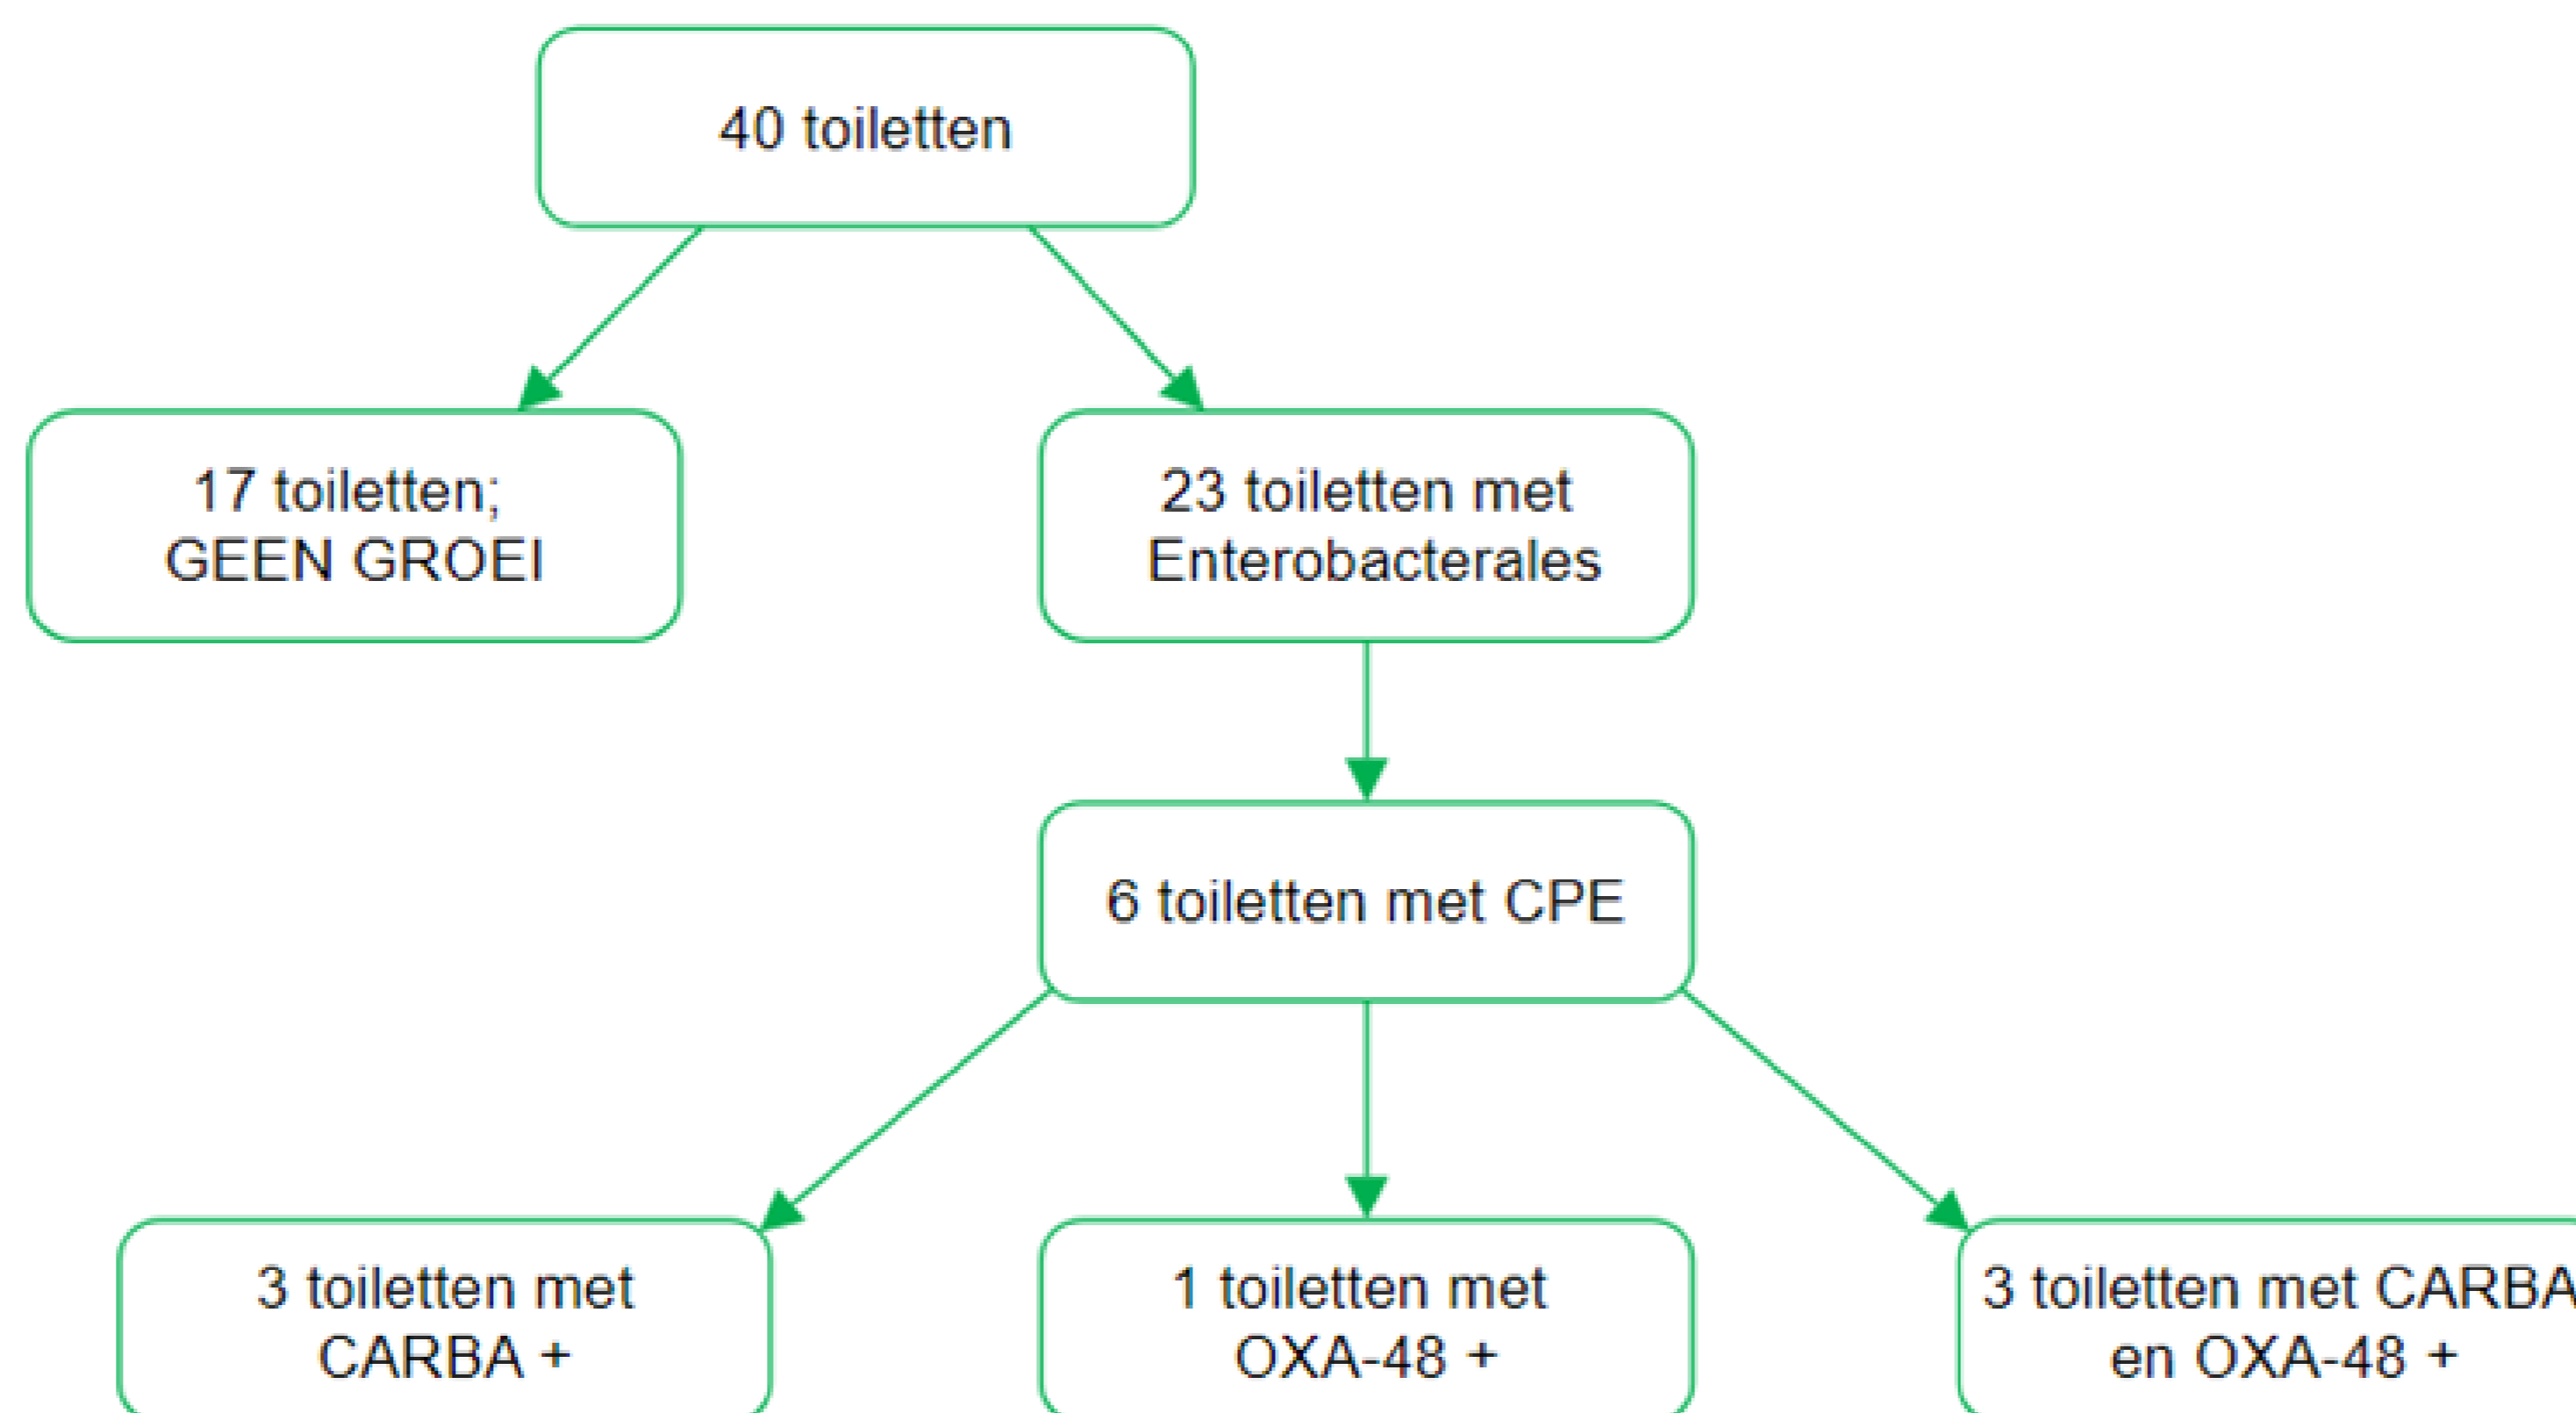 40 toiletten
17 toiletten;
GEEN GROEI
23 toiletten met
Enterobacterales
6 toiletten met CPE
3 toiletten met
CARBA +
1 toiletten met
OXA-48 +
3 toiletten met CARBA
en OXA-48 +